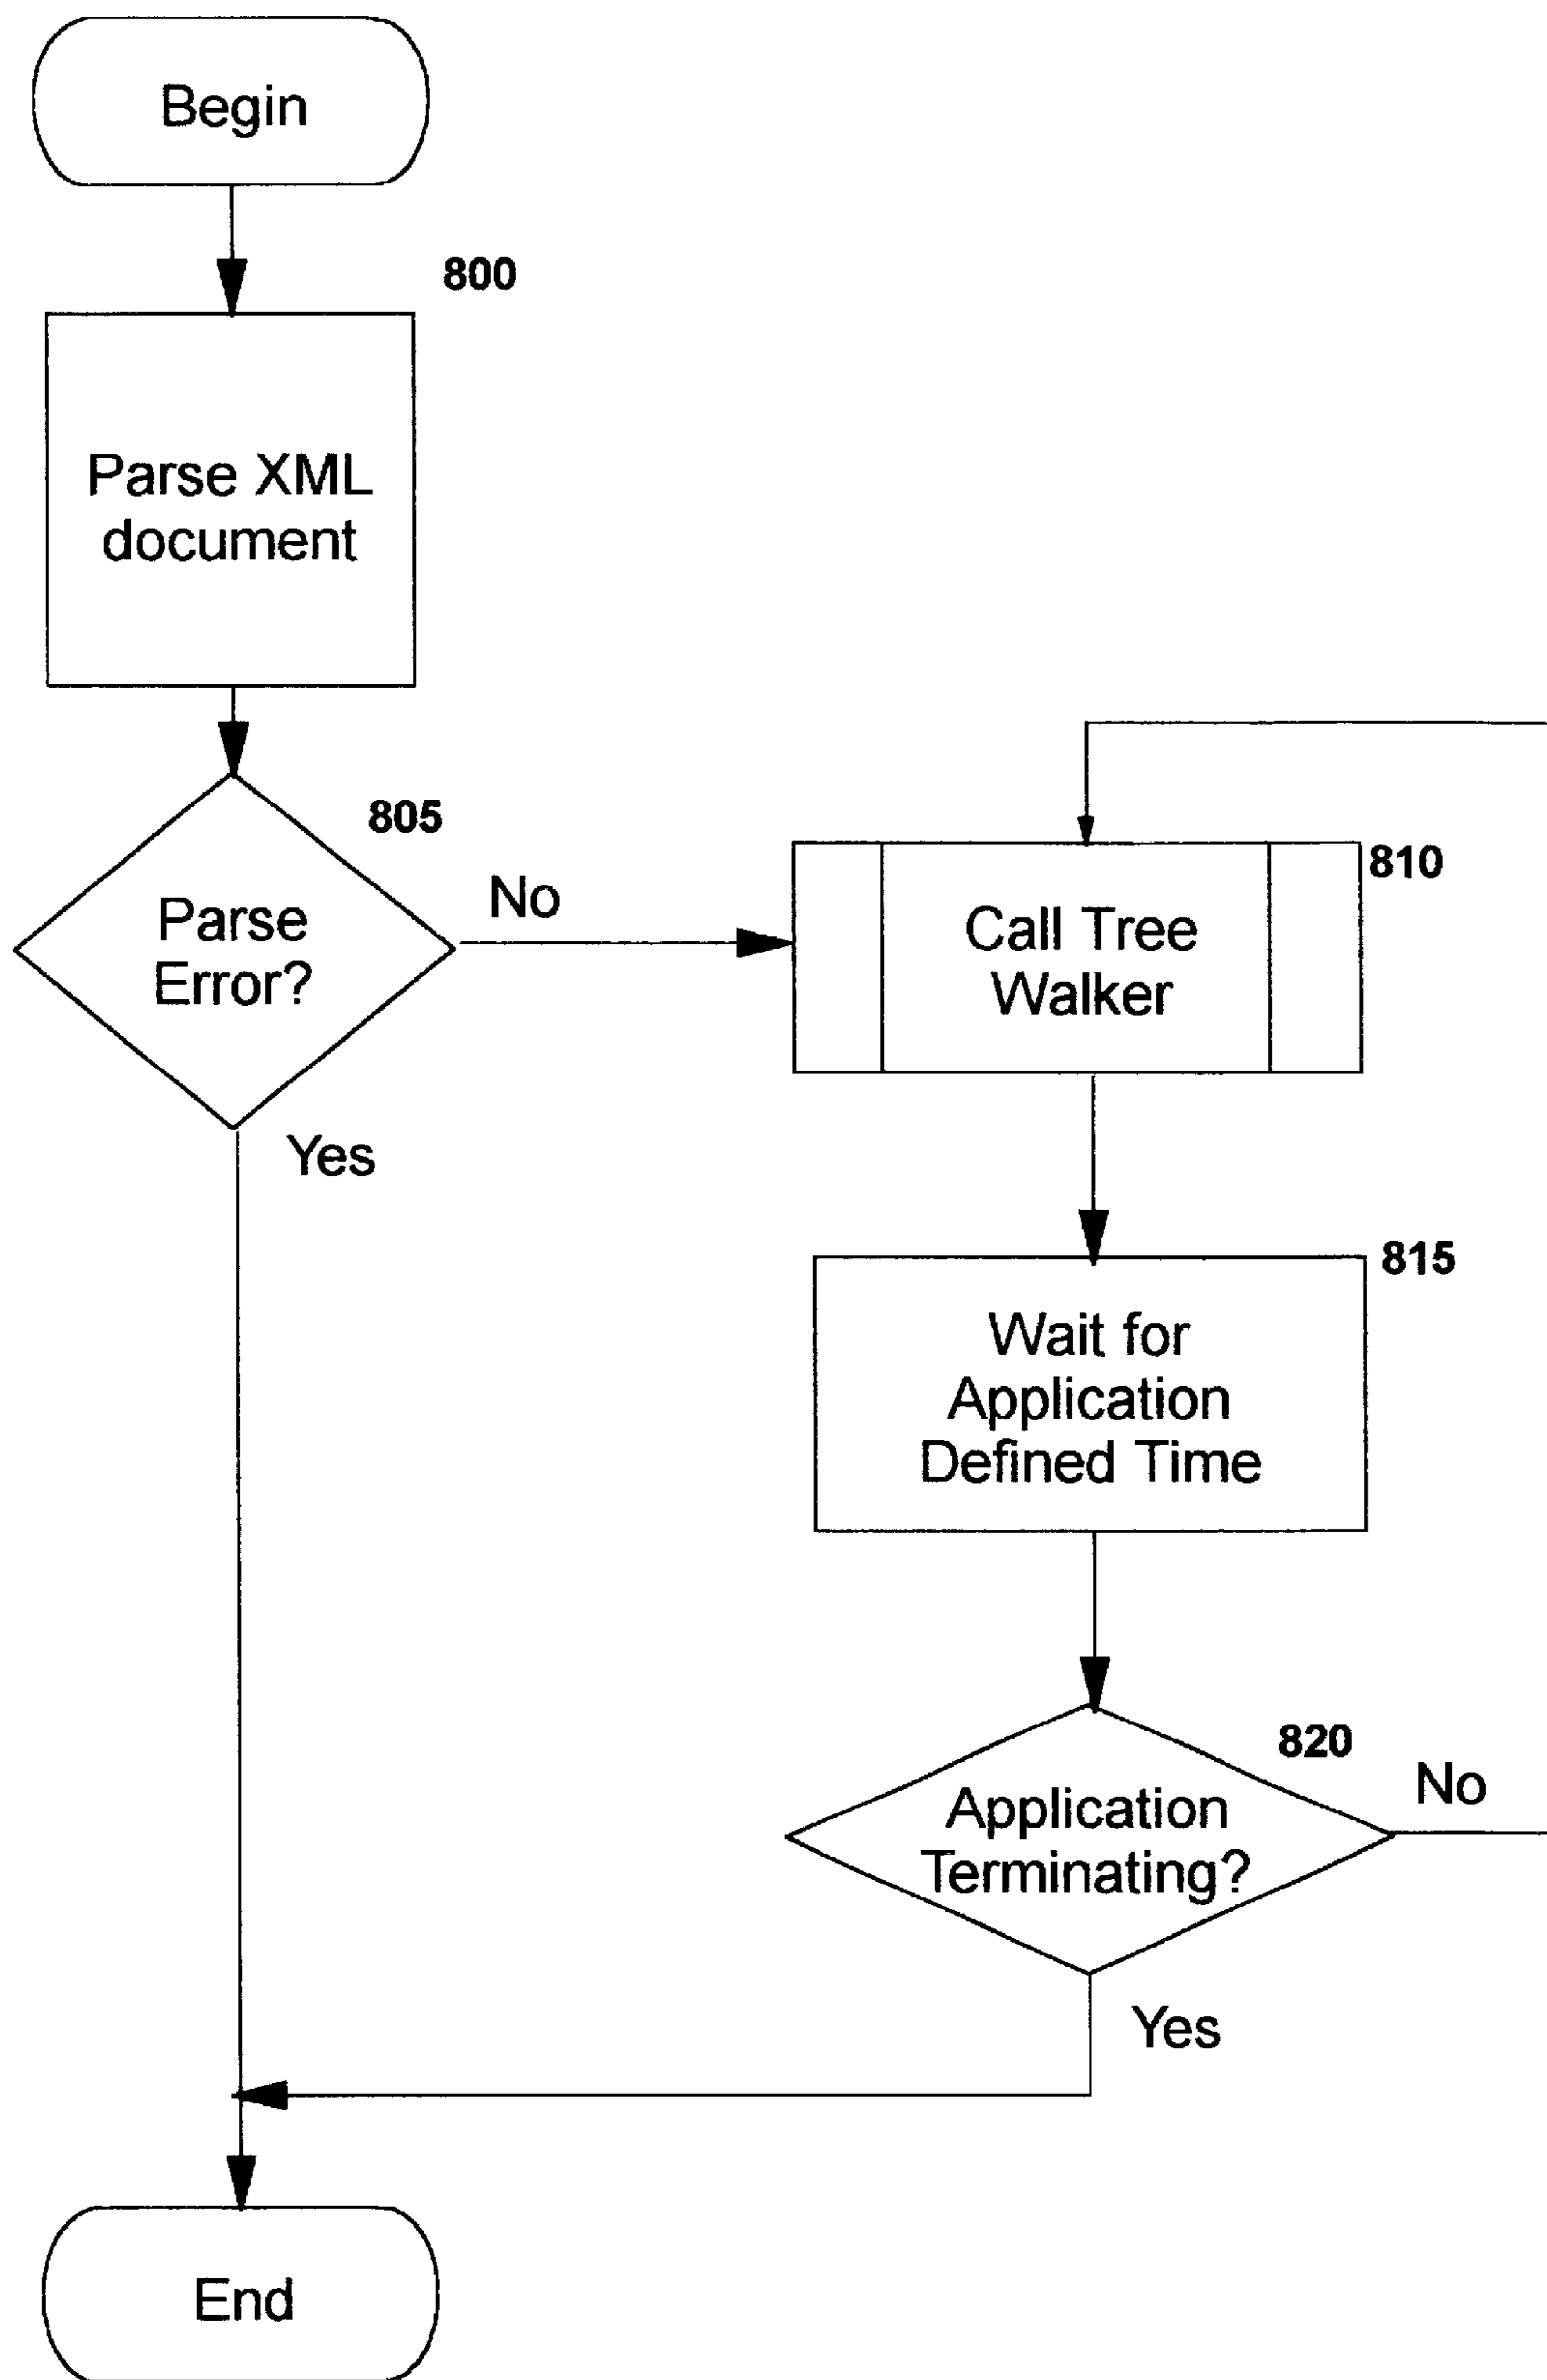 Begin
800
Parse XML
document
805
Parse
Error?
No
Yes
810
Call Tree
Walker
815
Wait for
Application
Defined Time
820
Application
Terminating?
No
Yes
End